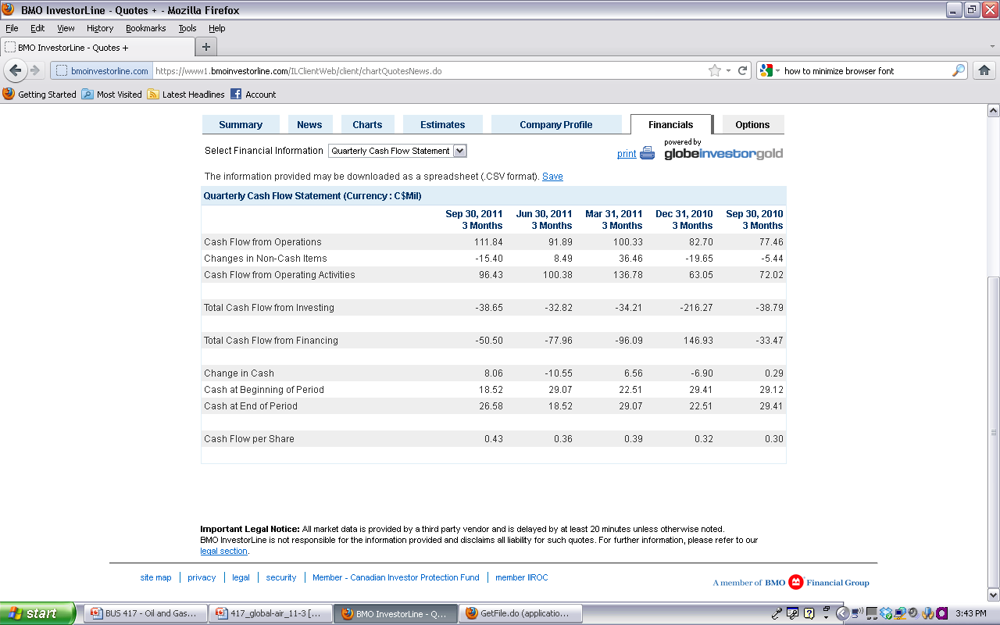 BMO InvestorLine - Quotes + - Mozilla Firefox
File Edit View History Bookmarks Tools Help
BMO InvestorLine - Quotes +
bmoinvestorline.com https://www1.bmoinvestorline.com/ILClientWeb/client/chartQuotesNews.do how to minimize browser font
Getting Started Most Visited Latest Headlines Account
Summary News Charts Estimates Company Profile Financials Options
Select Financial Information Quarterly Cash Flow Statement print powered by
globeinvestorgold
The information provided may be downloaded as a spreadsheet (.CSV format). Save
Quarterly Cash Flow Statement (Currency : C$Mil)
Sep 30, 2011 Jun 30, 2011 Mar 31, 2011 Dec 31, 2010 Sep 30, 2010
3 Months 3 Months 3 Months 3 Months 3 Months
Cash Flow from Operations 111.84 91.89 100.33 82.70 77.46
Changes in Non-Cash Items -15.40 8.49 36.46 -19.65 -5.44
Cash Flow from Operating Activities 96.43 100.38 136.78 63.05 72.02
Total Cash Flow from Investing -38.65 -32.82 -34.21 -216.27 -38.79
Total Cash Flow from Financing -50.50 -77.96 -96.09 146.93 -33.47
Change in Cash 8.06 -10.55 6.56 -6.90 0.29
Cash at Beginning of Period 18.52 29.07 22.51 29.41 29.12
Cash at End of Period 26.58 18.52 29.07 22.51 29.41
Cash Flow per Share 0.43 0.36 0.39 0.32 0.30
Important Legal Notice: All market data is provided by a third party vendor and is delayed by at least 20 minutes unless otherwise noted.
BMO InvestorLine is not responsible for the information provided and disclaims all liability for such quotes. For further information, please refer to our
legal section.
site map privacy legal security Member - Canadian Investor Protection Fund member IIROC
A member of BMO Financial Group
start BUS 417 - Oil and Gas... 417_global-air_11-3 [... BMO InvestorLine - Q... GetFile.do (applicatio... 3:43 PM